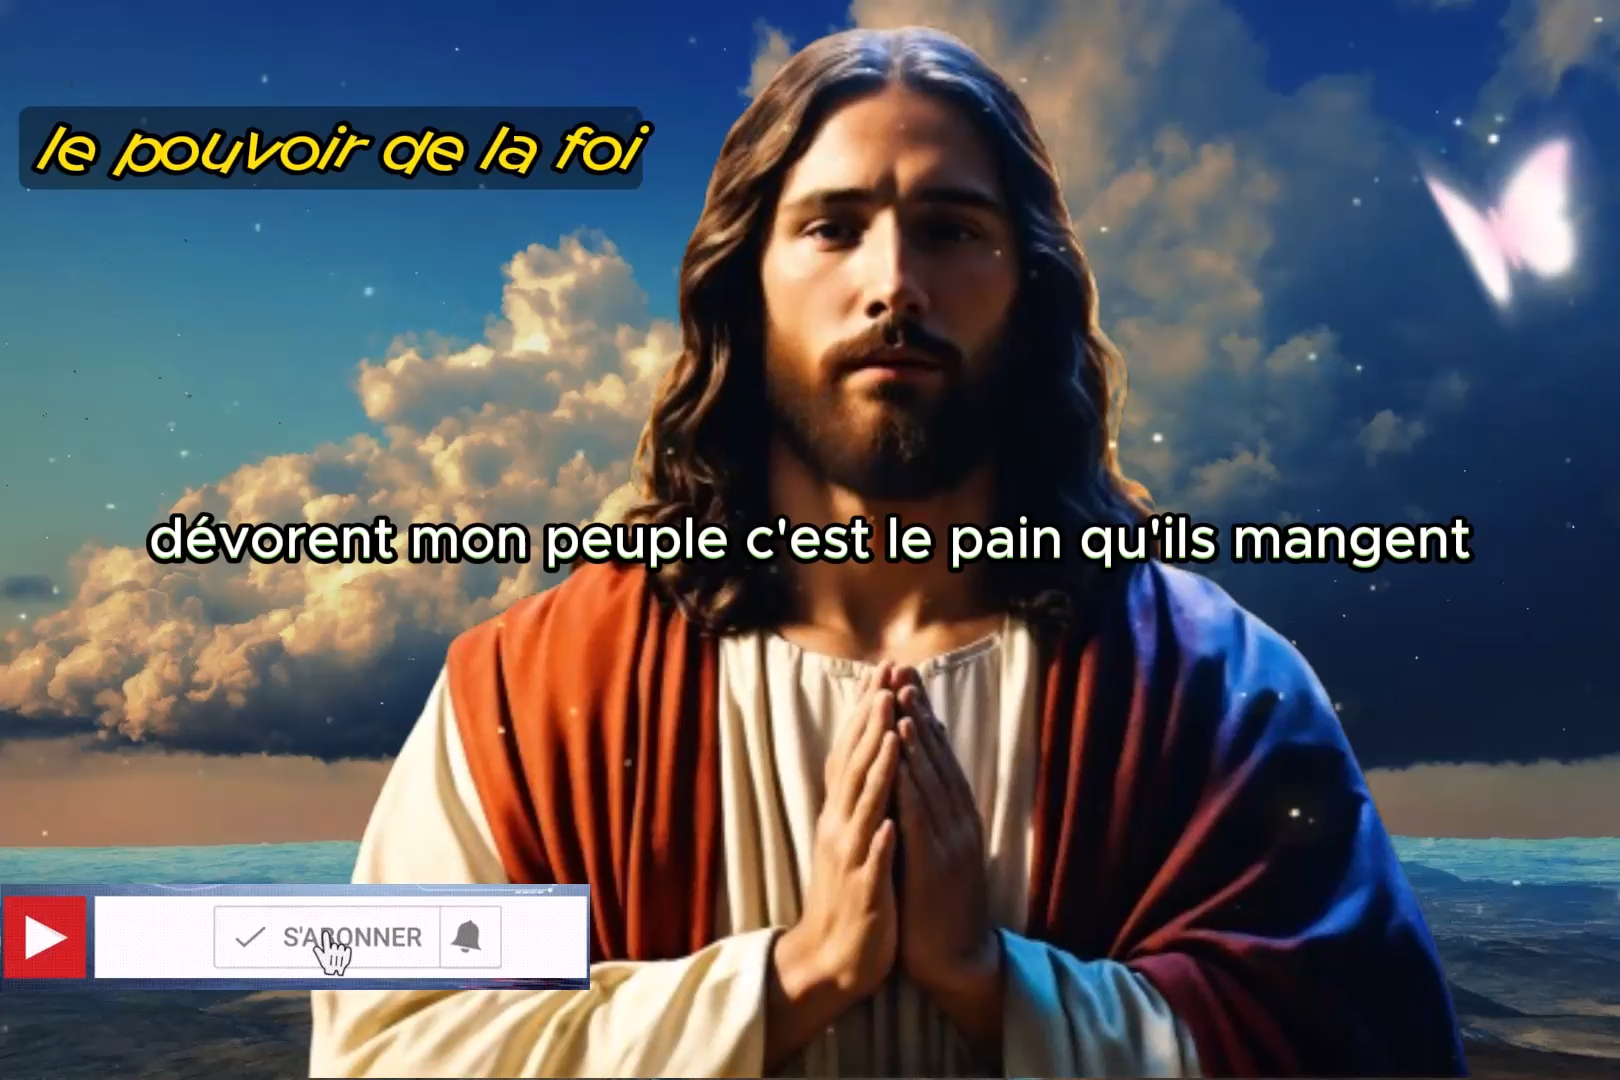 le pouvoir de la foi
dévorent mon peuple c'est le pain qu'ils mangent
S'ABONNER